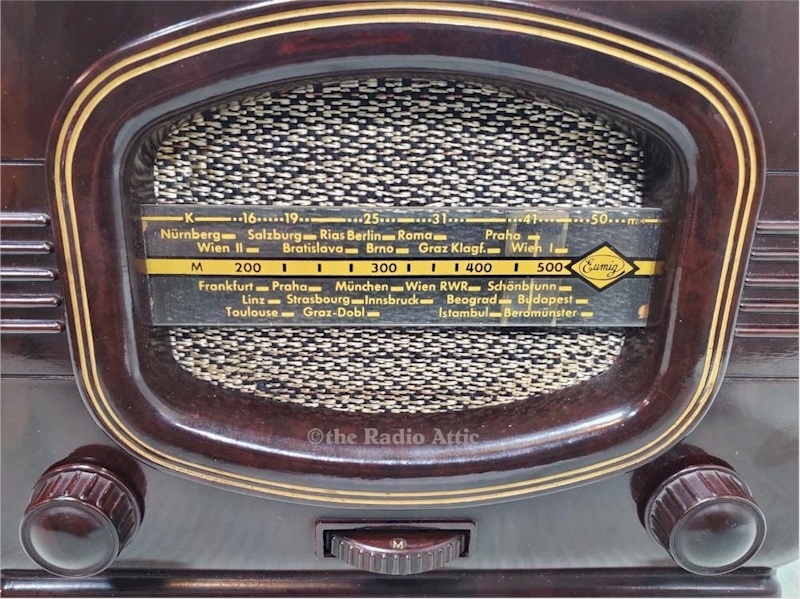 K 16 19 25 31 41 50 m
Nürnberg Salzburg Rias Berlin Roma Praha
Wien II Bratislava Brno Graz Klagf. Wien I
M 200 300 400 500 Eumig
Frankfurt Praha München Wien RWR Schönbrunn
Linz Strasbourg Innsbruck Beograd Budapest
Toulouse Graz-Dobl Istambul Beromünster
©the Radio Attic
M